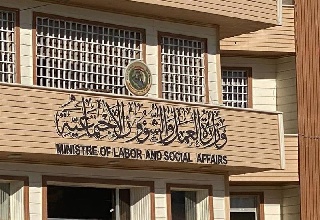 وزارة العمل والشؤون الاجتماعية
MINISTRE OF LABOR AND SOCIAL AFFAIRS